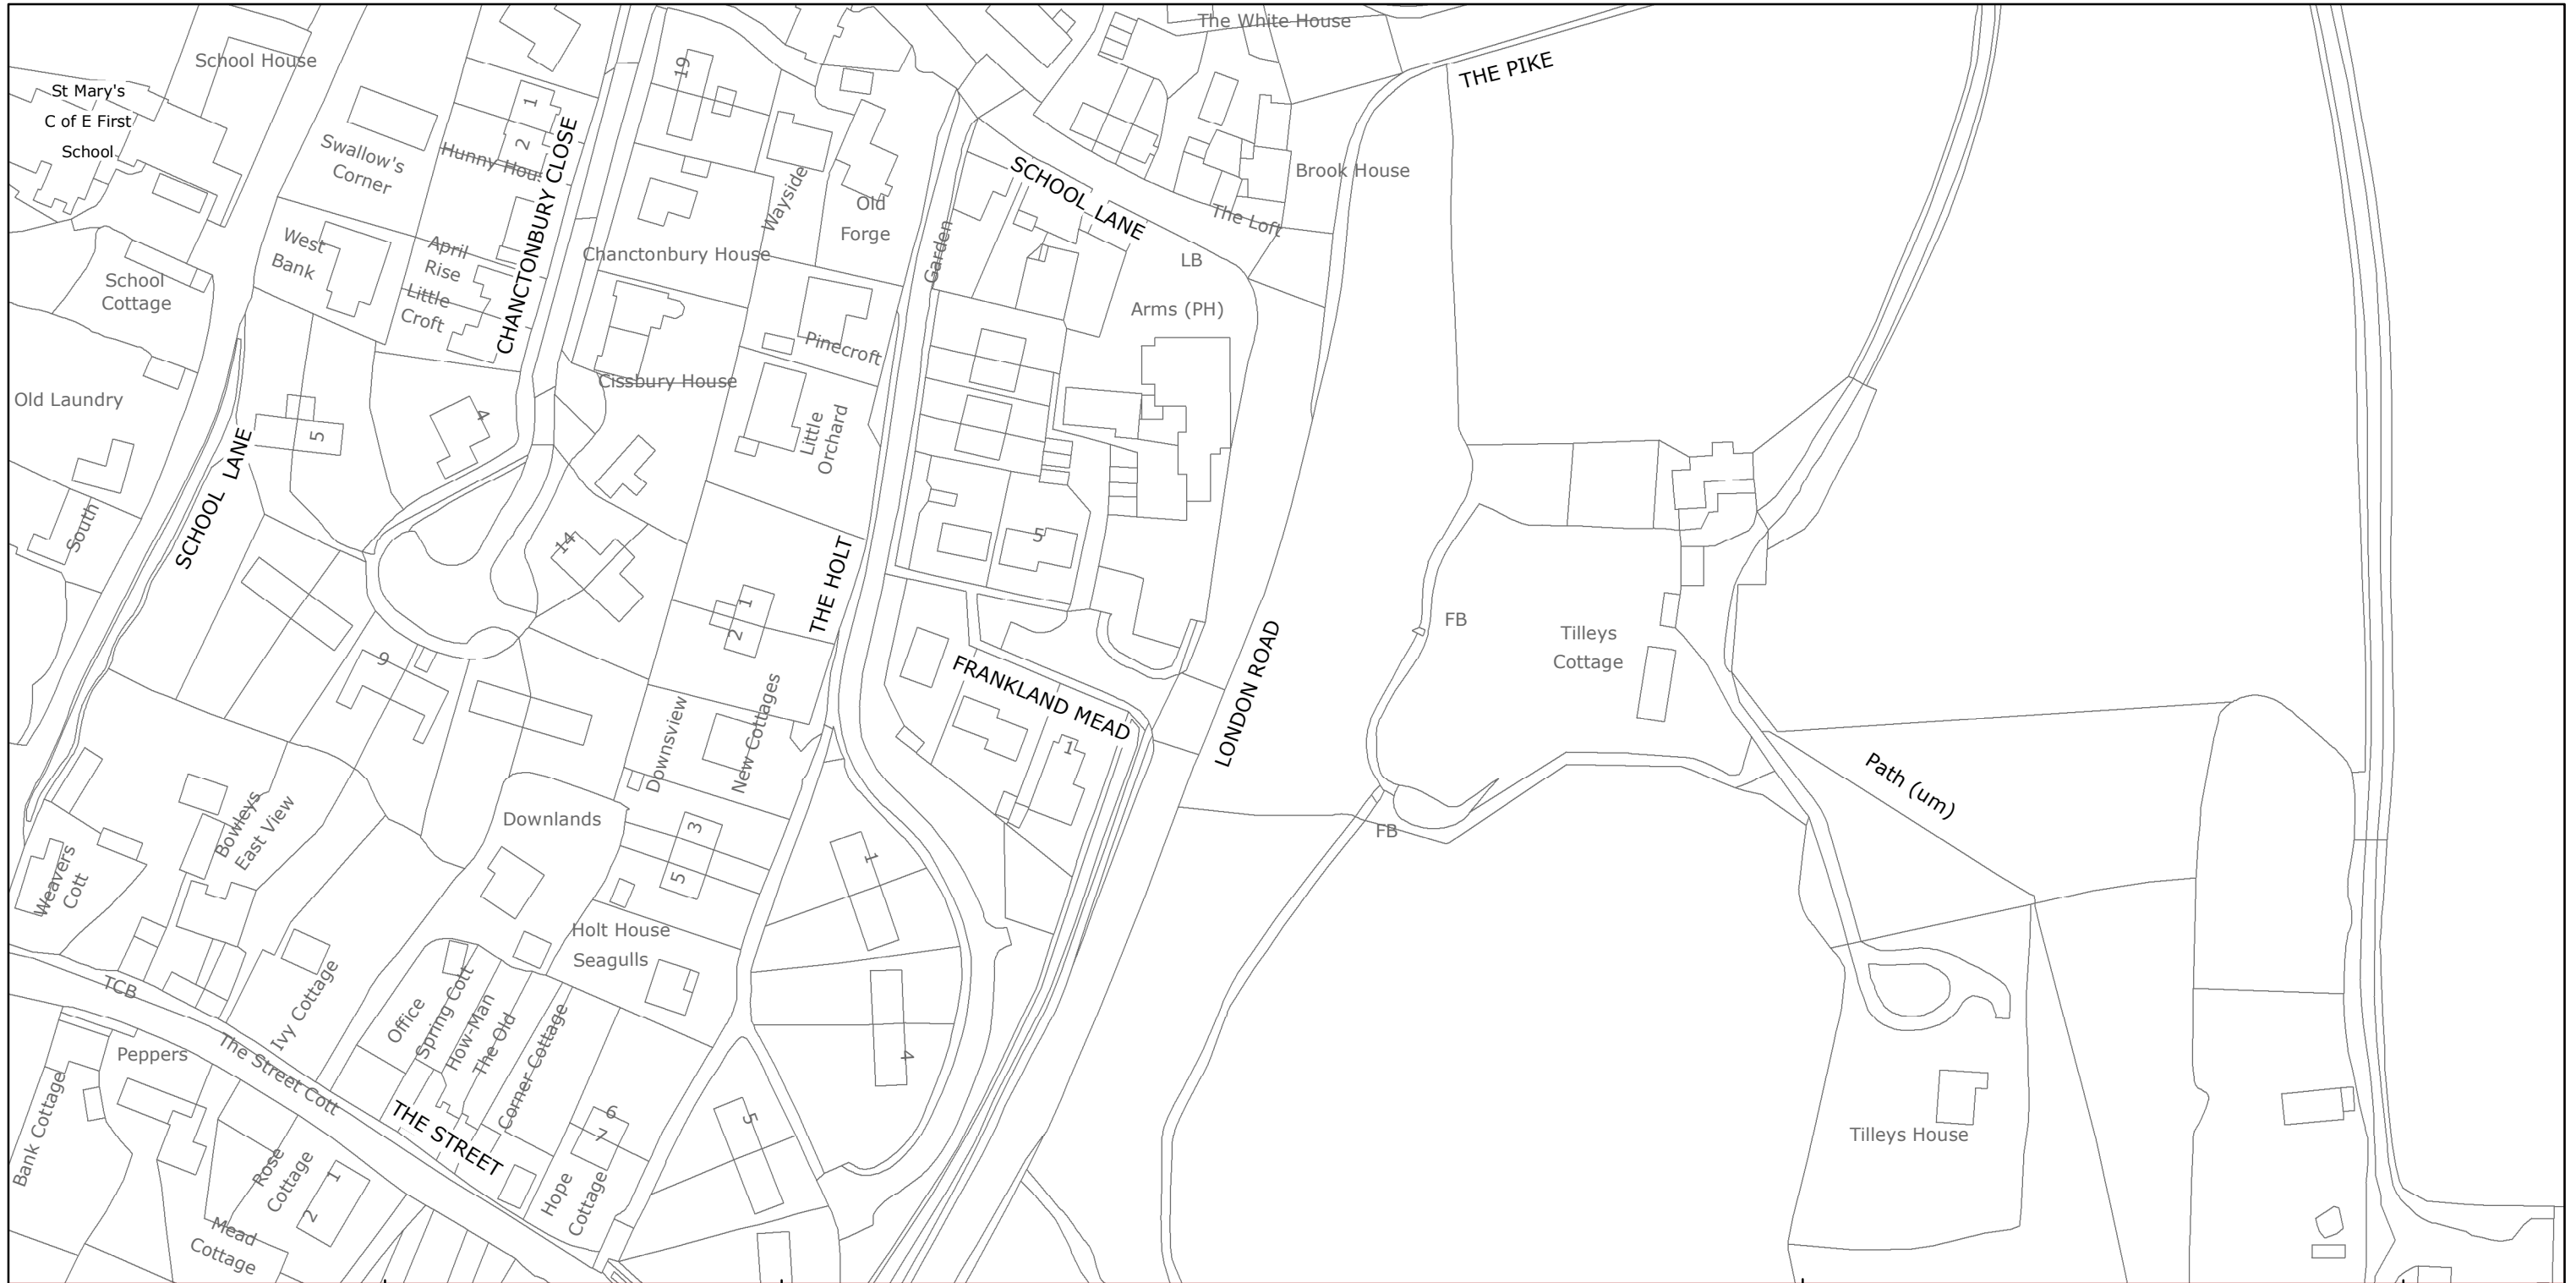 The White House
THE PIKE
School House
19
St Mary's
C of E First
School
1
2
Swallow's
Corner
CHANCTONBURY CLOSE
Wayside
Old
Forge
SCHOOL LANE
Brook House
The Loft
Garden
LB
Arms (PH)
West
Bank
April
Rise
Little
Croft
Chanctonbury House
School
Cottage
Pinecroft
Cissbury House
Old Laundry
5
4
Little
Orchard
SCHOOL LANE
South
14
5
THE HOLT
1
2
FB
Tilleys
Cottage
9
FRANKLAND MEAD
1
LONDON ROAD
Downsview
New Cottages
Path (um)
Downlands
3
5
FB
Bowleys
East View
Weavers
Cott
1
Holt House
Seagulls
TCB
Ivy Cottage
Office
Spring Cott
How-Man
The Old
Corner Cottage
4
Peppers
The Street Cott
THE STREET
Bank Cottage
6
7
5
Tilleys House
Rose
Cottage
1
2
Hope
Cottage
Mead
Cottage